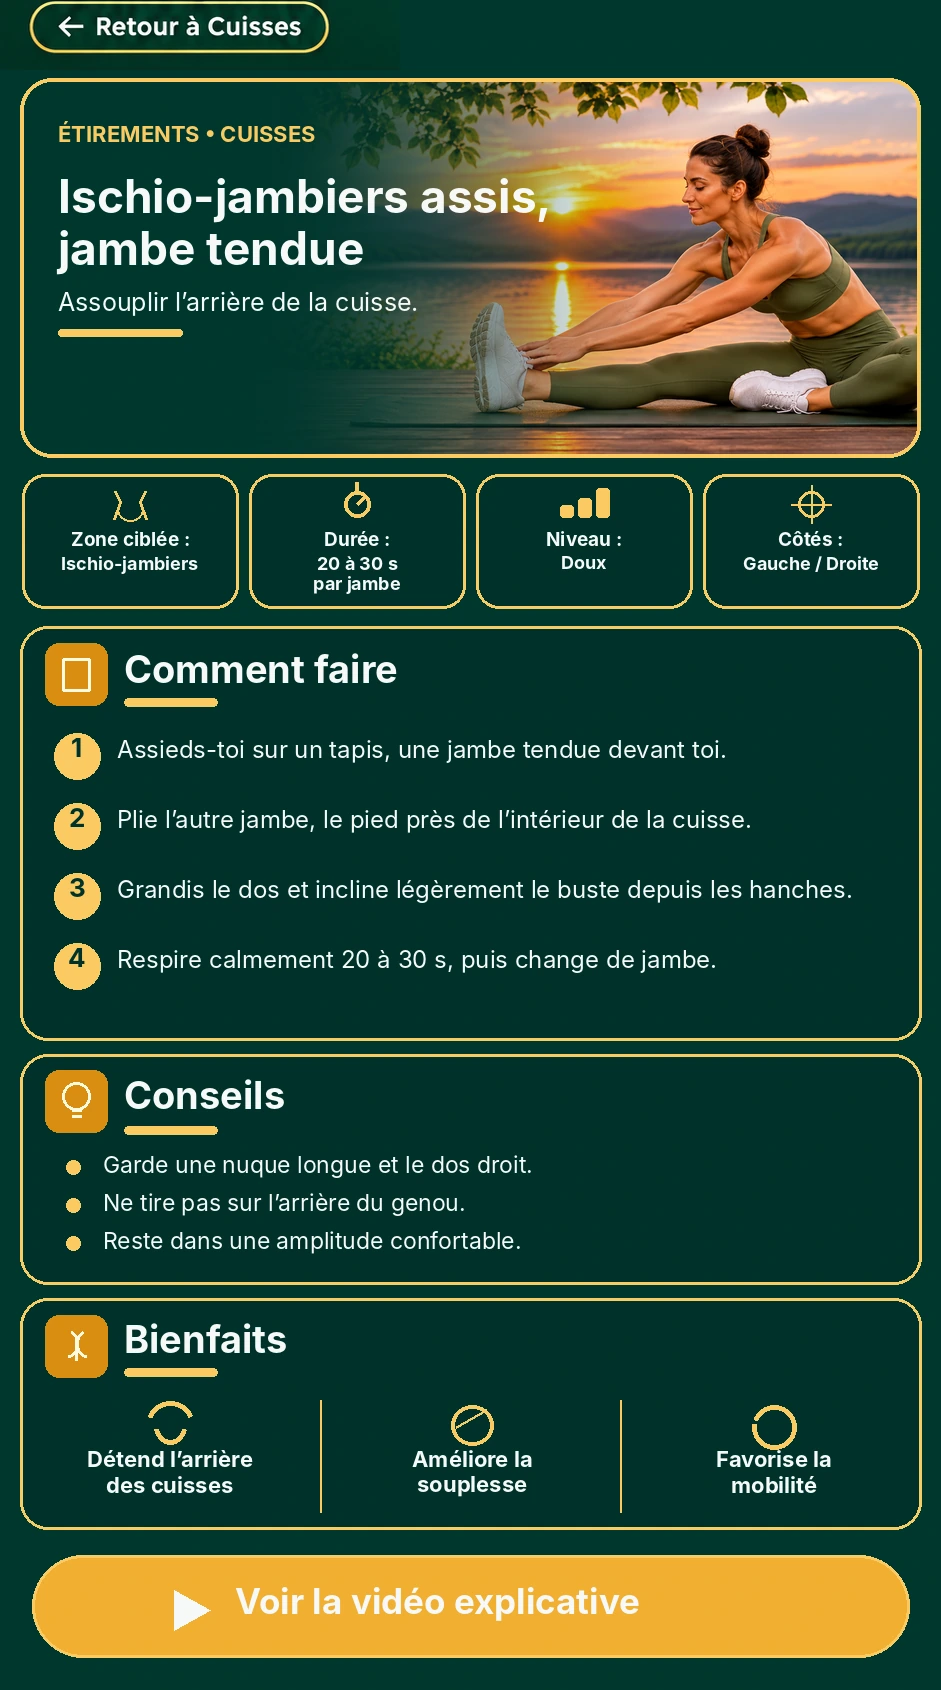 ← Retour à Cuisses
ÉTIREMENTS • CUISSES
Ischio-jambiers assis,
jambe tendue
Assouplir l’arrière de la cuisse.
Zone ciblée :
Ischio-jambiers
Durée :
20 à 30 s
par jambe
Niveau :
Doux
Côtés :
Gauche / Droite
Comment faire
1 Assieds-toi sur un tapis, une jambe tendue devant toi.
2 Plie l’autre jambe, le pied près de l’intérieur de la cuisse.
3 Grandis le dos et incline légèrement le buste depuis les hanches.
4 Respire calmement 20 à 30 s, puis change de jambe.
Conseils
Garde une nuque longue et le dos droit.
Ne tire pas sur l’arrière du genou.
Reste dans une amplitude confortable.
Bienfaits
Détend l’arrière
des cuisses
Améliore la
souplesse
Favorise la
mobilité
Voir la vidéo explicative